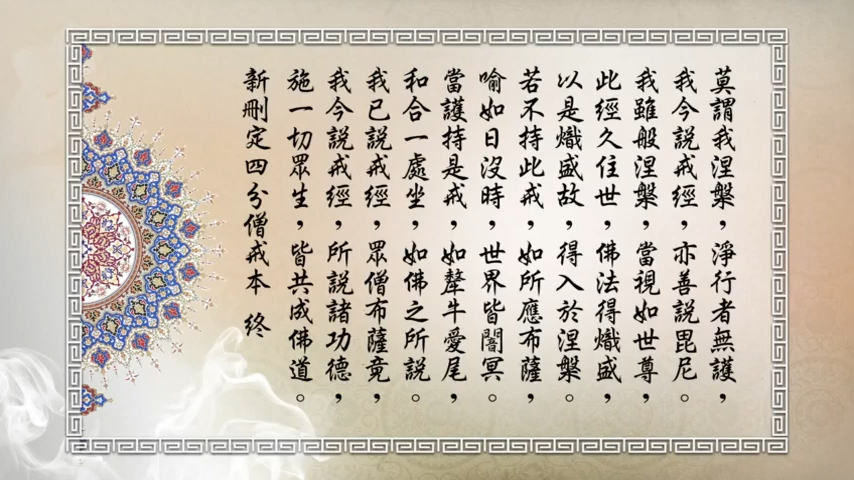 莫謂我涅槃，淨行者無護，
我今說戒經，亦善說毘尼。
我雖般涅槃，當視如世尊，
此經久住世，佛法得熾盛，
以是熾盛故，得入於涅槃。
若不持此戒，如所應布薩，
喻如日沒時，世界皆闇冥。
當護持是戒，如犛牛愛尾，
和合一處坐，如佛之所說。
我已說戒經，眾僧布薩竟，
我今說戒經，所說諸功德，
施一切眾生，皆共成佛道。
新刪定四分僧戒本 終